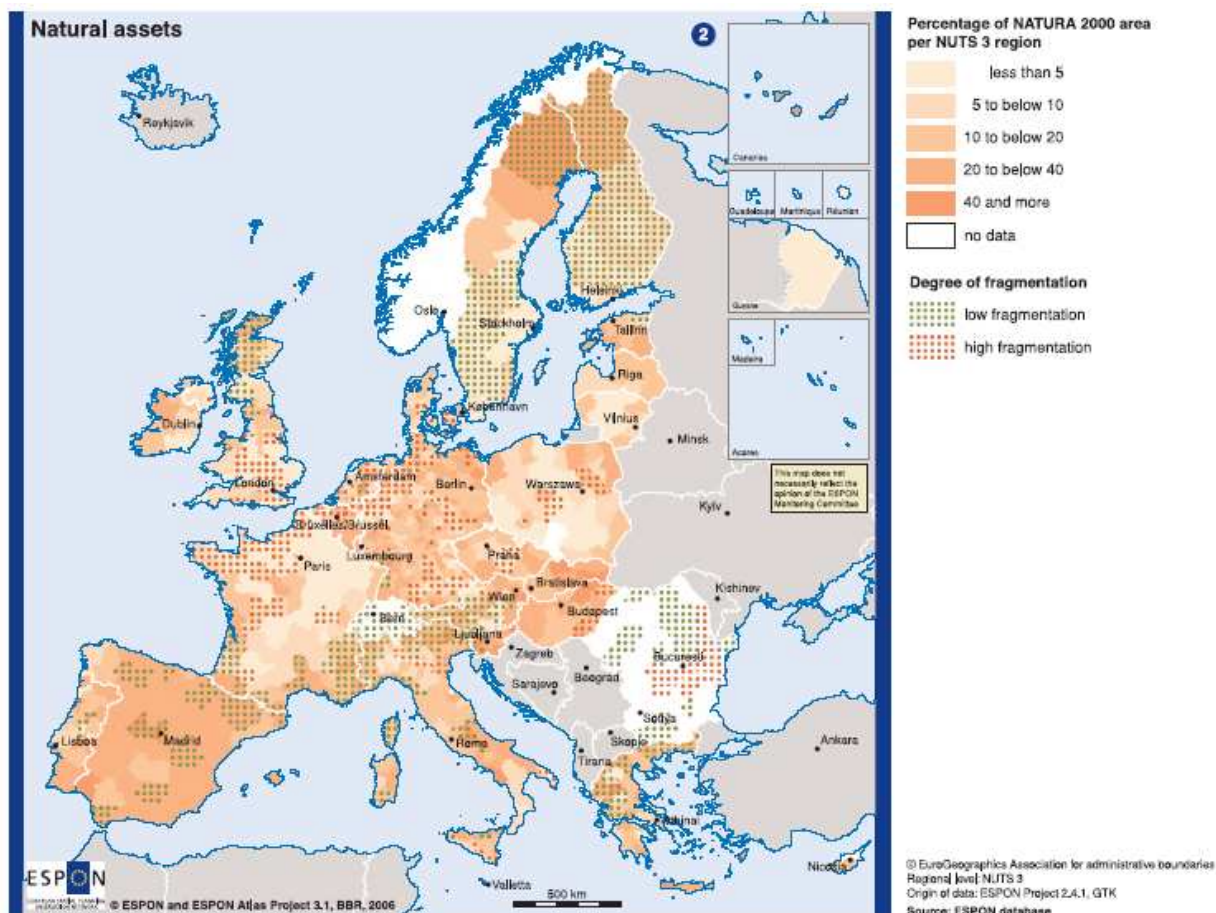 Natural assets
2
Reykjavik
Oslo
Stockholm
Helsinki
Tallinn
Riga
Vilnius
Minsk
København
Dublin
London
Amsterdam
Berlin
Warszawa
Kyiv
Bruxelles/Brussel
Luxembourg
Praha
Paris
Wien
Bratislava
Kishinev
Budapest
Bern
Ljubljana
Zagreb
Bucuresti
Beograd
Sarajevo
Sofiya
Skopje
Tirana
Ankara
Lisboa
Madrid
Roma
Athinai
Nicosia
Valletta
Canarias
Guadeloupe
Martinique
Réunion
Guyane
Madeira
Acores
This map does not
necessarily reflect the
opinion of the ESPON
Monitoring Committee
ESPON
© ESPON and ESPON Atlas Project 3.1, BBR, 2006
500 km
Percentage of NATURA 2000 area
per NUTS 3 region
less than 5
5 to below 10
10 to below 20
20 to below 40
40 and more
no data
Degree of fragmentation
low fragmentation
high fragmentation
© EuroGeographics Association for administrative boundaries
Regional level: NUTS 3
Origin of data: ESPON Project 2.4.1, GTK
Source: ESPON database